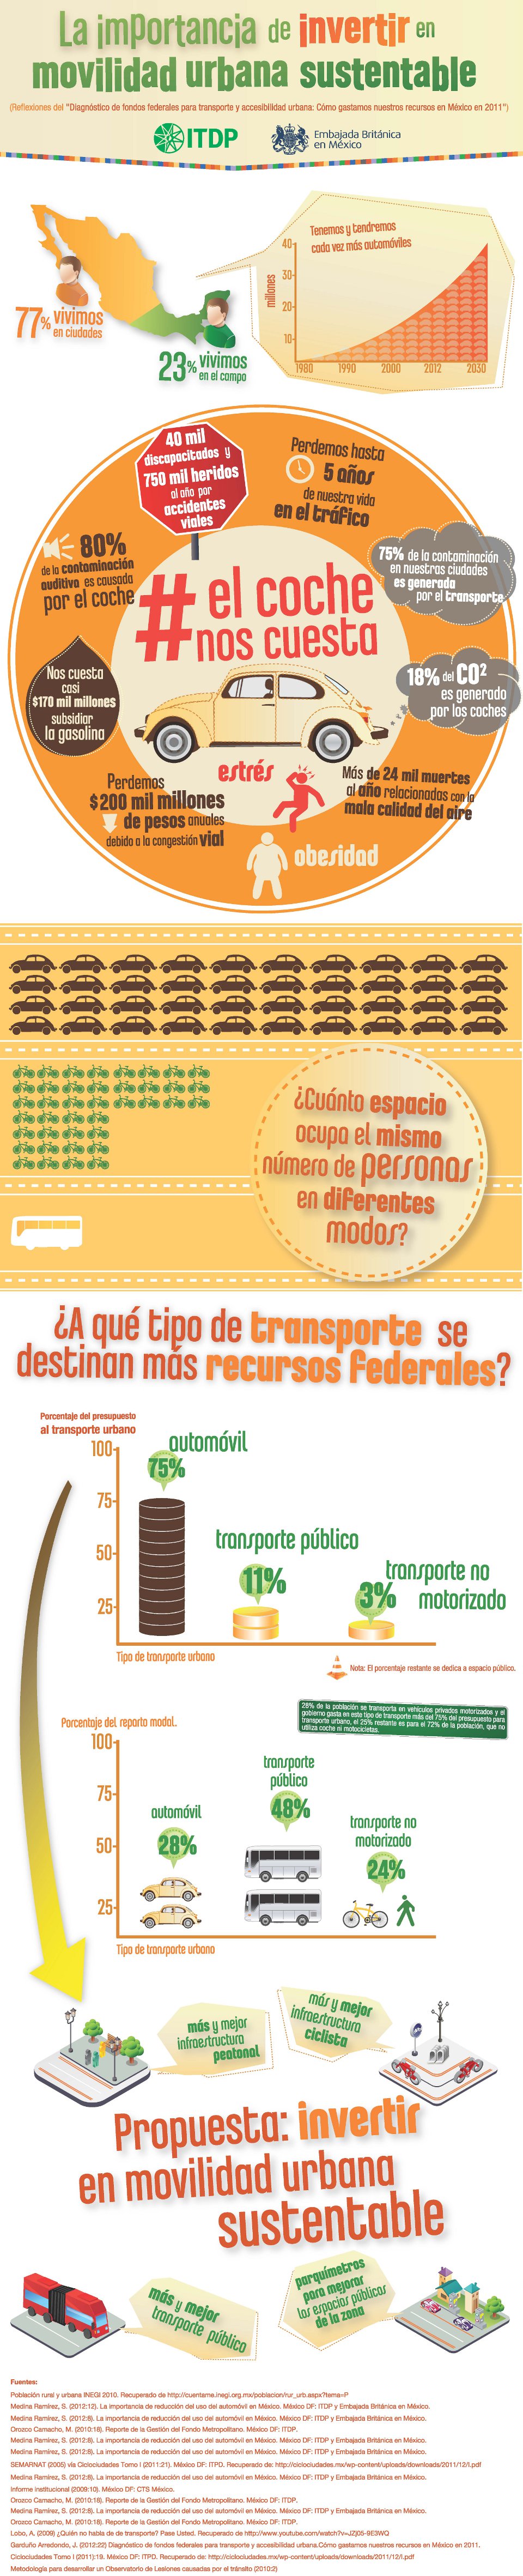 La importancia de invertir en
movilidad urbana sustentable
(Reflexiones del "Diagnóstico de fondos federales para transporte y accesibilidad urbana: Cómo gastamos nuestros recursos en México en 2011")
ITDP
Embajada Británica
en México
77% vivimos
en ciudades
23% vivimos
en el campo
Tenemos y tendremos
cada vez más automóviles
millones
40
30
20
10
1980 1990 2000 2012 2030
40 mil
discapacitados y
750 mil heridos
al año por
accidentes
viales
Perdemos hasta
5 años
de nuestra vida
en el tráfico
80%
de la contaminación
auditiva es causada
por el coche
75% de la contaminación
en nuestras ciudades
es generada
por el transporte
#el coche
nos cuesta
Nos cuesta
casi
$170 mil millones
subsidiar
la gasolina
18% del CO2
es generado
por los coches
Perdemos
$200 mil millones
de pesos anuales
debido a la congestión vial
estrés
Más de 24 mil muertes
al año relacionadas con la
mala calidad del aire
obesidad
¿Cuánto espacio
ocupa el mismo
número de personas
en diferentes
modos?
¿A qué tipo de transporte se
destinan más recursos federales?
Porcentaje del presupuesto
al transporte urbano
100
75
50
25
automóvil
75%
transporte público
11%
transporte no
motorizado
3%
Tipo de transporte urbano
Nota: El porcentaje restante se dedica a espacio público.
28% de la población se transporta en vehículos privados motorizados y el
gobierno gasta en este tipo de transporte más del 75% del presupuesto para
transporte urbano, el 25% restante es para el 72% de la población, que no
utiliza coche ni motocicletas.
Porcentaje del reparto modal.
100
75
50
25
automóvil
28%
transporte
público
48%
transporte no
motorizado
24%
Tipo de transporte urbano
más y mejor
infraestructura
peatonal
más y mejor
infraestructura
ciclista
Propuesta: invertir
en movilidad urbana
sustentable
más y mejor
transporte público
parquímetros
para mejorar
los espacios públicos
de la zona
Fuentes:
Población rural y urbana INEGI 2010. Recuperado de http://cuentame.inegi.org.mx/poblacion/rur_urb.aspx?tema=P
Medina Ramírez, S. (2012:12). La importancia de reducción del uso del automóvil en México. México DF: ITDP y Embajada Británica en México.
Medina Ramírez, S. (2012:8). La importancia de reducción del uso del automóvil en México. México DF: ITDP y Embajada Británica en México.
Orozco Camacho, M. (2010:18). Reporte de la Gestión del Fondo Metropolitano. México DF: ITDP.
Medina Ramírez, S. (2012:8). La importancia de reducción del uso del automóvil en México. México DF: ITDP y Embajada Británica en México.
Medina Ramírez, S. (2012:8). La importancia de reducción del uso del automóvil en México. México DF: ITDP y Embajada Británica en México.
SEMARNAT (2005) vía Ciclociudades Tomo I (2011:21). México DF: ITPD. Recuperado de: http://ciclociudades.mx/wp-content/uploads/downloads/2011/12/I.pdf
Medina Ramírez, S. (2012:8). La importancia de reducción del uso del automóvil en México. México DF: ITDP y Embajada Británica en México.
Informe institucional (2009:10). México DF: CTS México.
Orozco Camacho, M. (2010:18). Reporte de la Gestión del Fondo Metropolitano. México DF: ITDP.
Medina Ramírez, S. (2012:8). La importancia de reducción del uso del automóvil en México. México DF: ITDP y Embajada Británica en México.
Orozco Camacho, M. (2010:18). Reporte de la Gestión del Fondo Metropolitano. México DF: ITDP.
Lobo, A. (2009) ¿Quién no habla de de transporte? Pass Listed. Recuperado de http://www.youtube.com/watch?v=JZj05-9E3WQ
Garduño Arredondo, J. (2012:22) Diagnóstico de fondos federales para transporte y accesibilidad urbana.Cómo gastamos nuestros recursos en México en 2011.
Ciclociudades Tomo I (2011):19. México DF: ITPD. Recuperado de: http://ciclociudades.mx/wp-content/uploads/downloads/2011/12/I.pdf
Metodología para desarrollar un Observatorio de Lesiones causadas por el tránsito (2010:2)